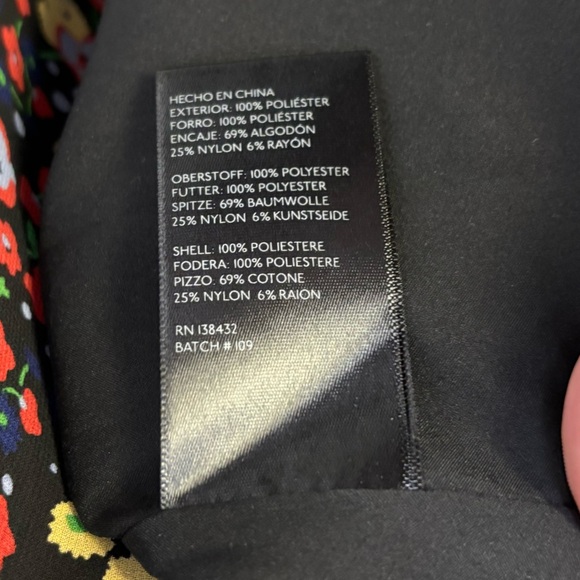 HECHO EN CHINA
EXTERIOR: 100% POLIÉSTER
FORRO: 100% POLIÉSTER
ENCAJE: 69% ALGODÓN
25% NYLON 6% RAYÓN
OBERSTOFF: 100% POLYESTER
FUTTER: 100% POLYESTER
SPITZE: 69% BAUMWOLLE
25% NYLON 6% KUNSTSEIDE
SHELL: 100% POLIESTERE
FODERA: 100% POLIESTERE
PIZZO: 69% COTONE
25% NYLON 6% RAION
RN 138432
BATCH # 109